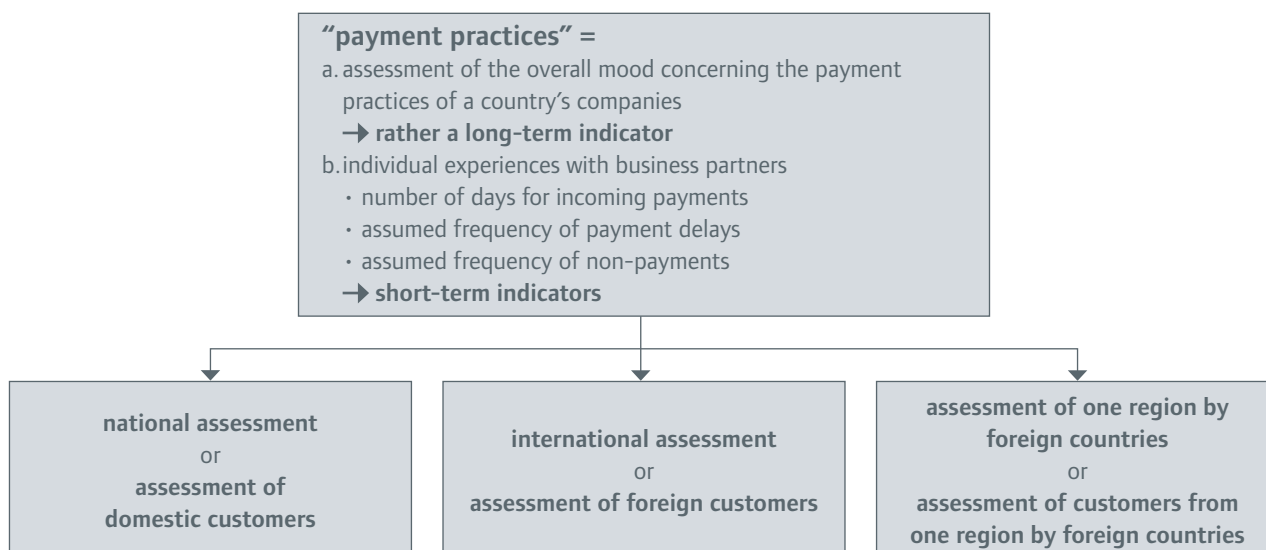 “payment practices” =
a. assessment of the overall mood concerning the payment
practices of a country’s companies
→ rather a long-term indicator
b. individual experiences with business partners
· number of days for incoming payments
· assumed frequency of payment delays
· assumed frequency of non-payments
→ short-term indicators
national assessment
or
assessment of
domestic customers
international assessment
or
assessment of foreign customers
assessment of one region by
foreign countries
or
assessment of customers from
one region by foreign countries